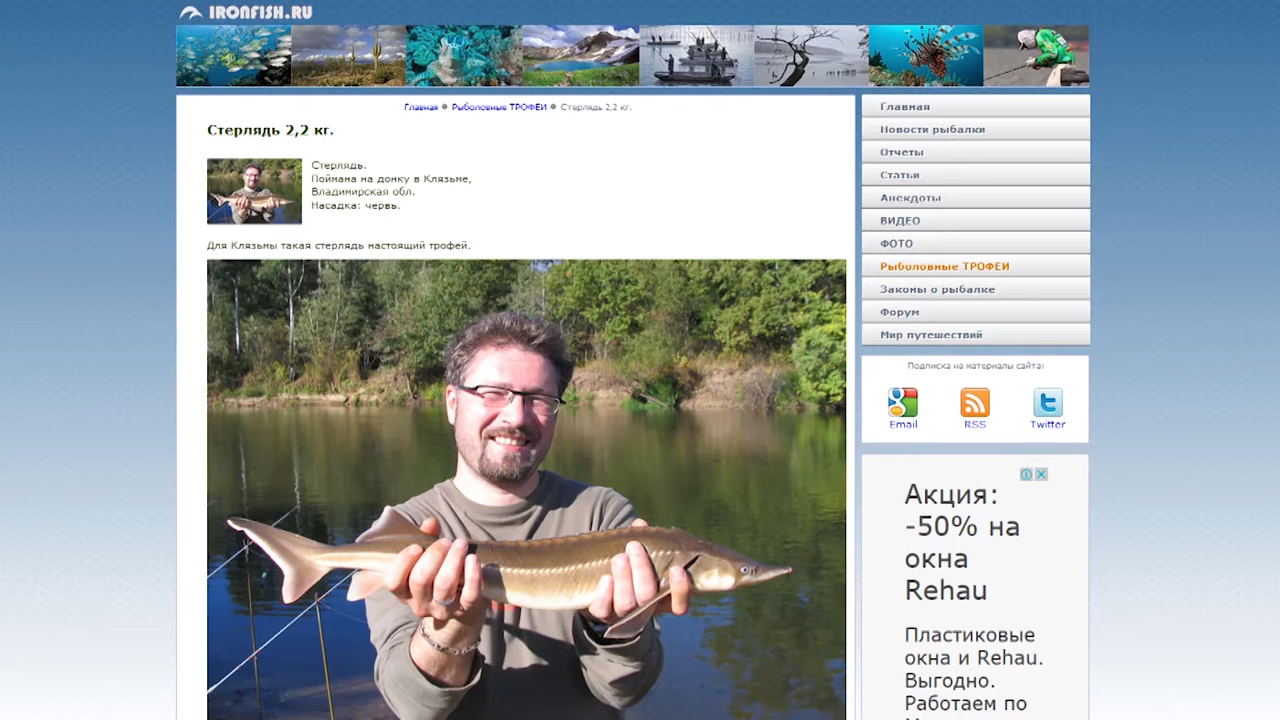 IRONFISH.RU
Главная Рыболовные ТРОФЕИ Стерлядь 2,2 кг.
Стерлядь 2,2 кг.
Стерлядь.
Поймана на донку в Клязьме,
Владимирская обл.
Насадка: червь.
Для Клязьмы такая стерлядь настоящий трофей.
Главная
Новости рыбалки
Отчеты
Статьи
Анекдоты
ВИДЕО
ФОТО
Рыболовные ТРОФЕИ
Законы о рыбалке
Форум
Мир путешествий
Подписка на материалы сайта:
Email RSS Twitter
Акция:
-50% на
окна
Rehau
Пластиковые
окна и Rehau.
Выгодно.
Работаем по